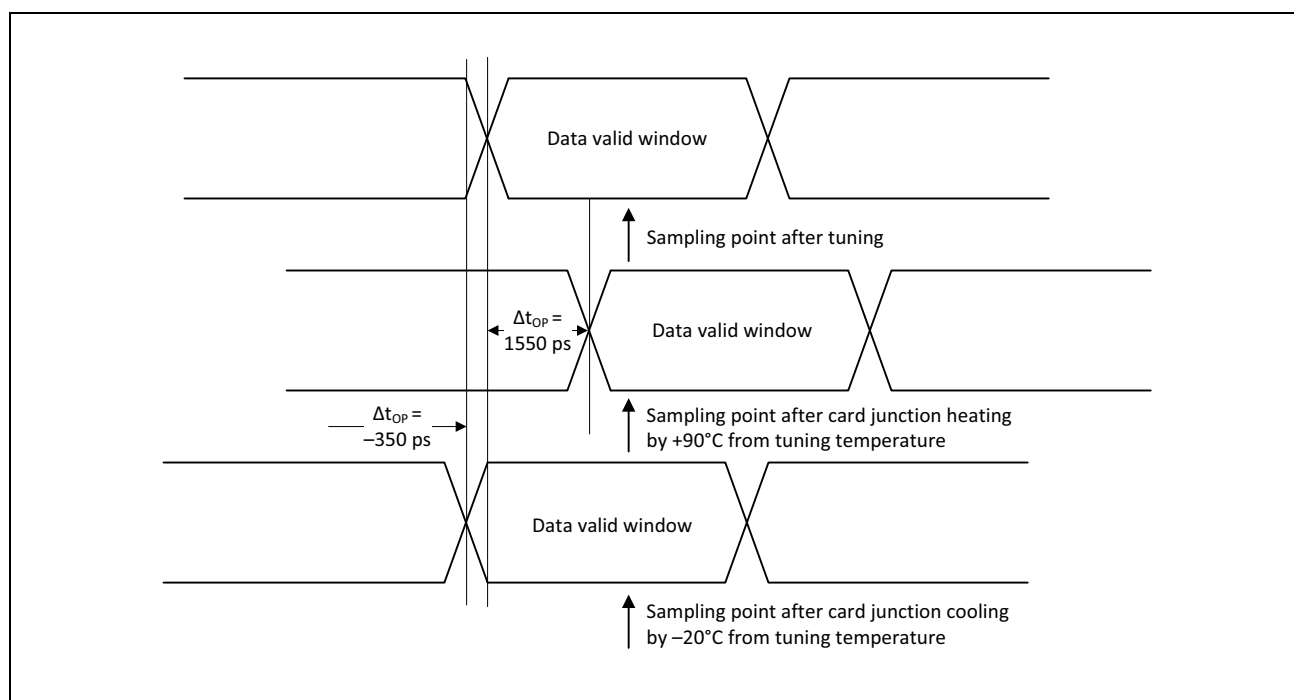 Data valid window
Sampling point after tuning
Δt_OP =
1550 ps
Data valid window
Sampling point after card junction heating
by +90°C from tuning temperature
Δt_OP =
–350 ps
Data valid window
Sampling point after card junction cooling
by –20°C from tuning temperature